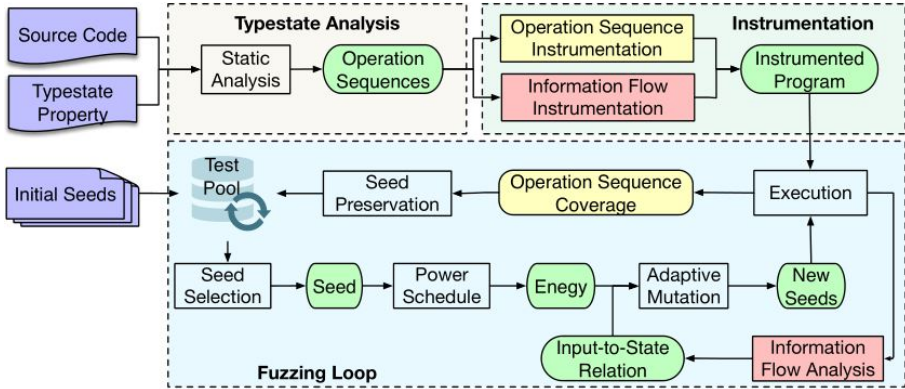 Source Code
Typestate
Property
Initial Seeds
Typestate Analysis
Static
Analysis
Operation
Sequences
Instrumentation
Operation Sequence
Instrumentation
Information Flow
Instrumentation
Instrumented
Program
Test
Pool
Seed
Preservation
Operation Sequence
Coverage
Execution
Seed
Selection
Seed
Power
Schedule
Enegy
Adaptive
Mutation
New
Seeds
Input-to-State
Relation
Information
Flow Analysis
Fuzzing Loop